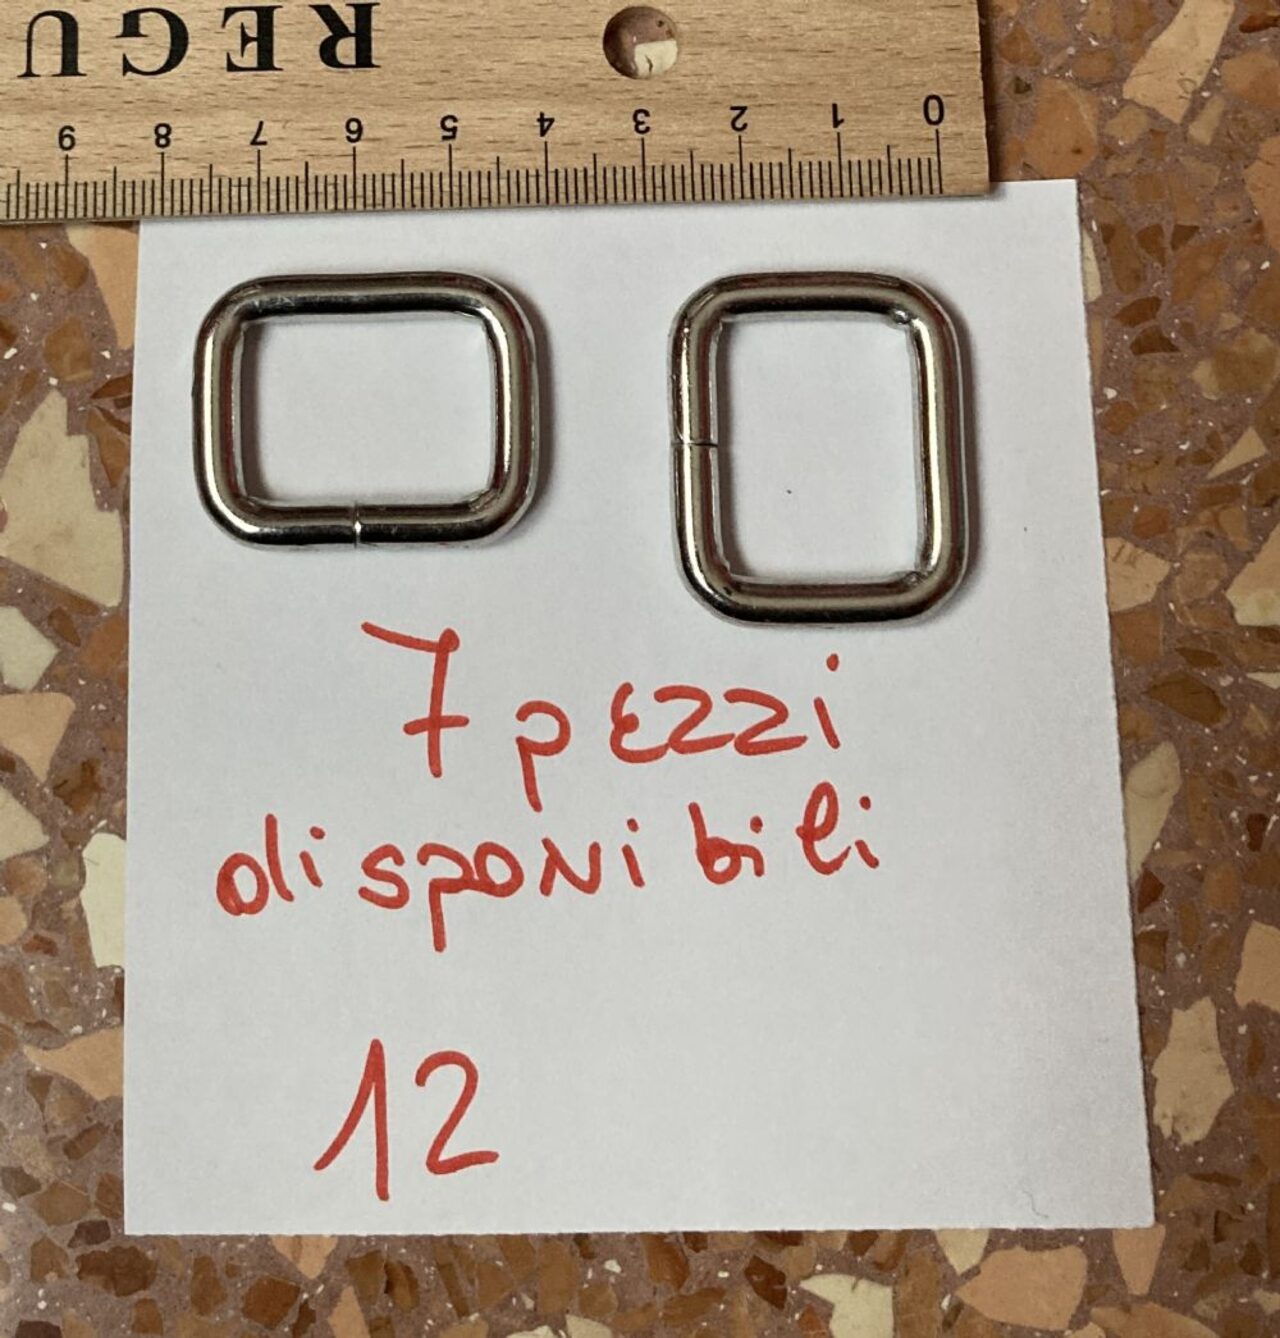 REGU
0 1 2 3 4 5 6 7 8 9
7 pezzi
disponibili
12